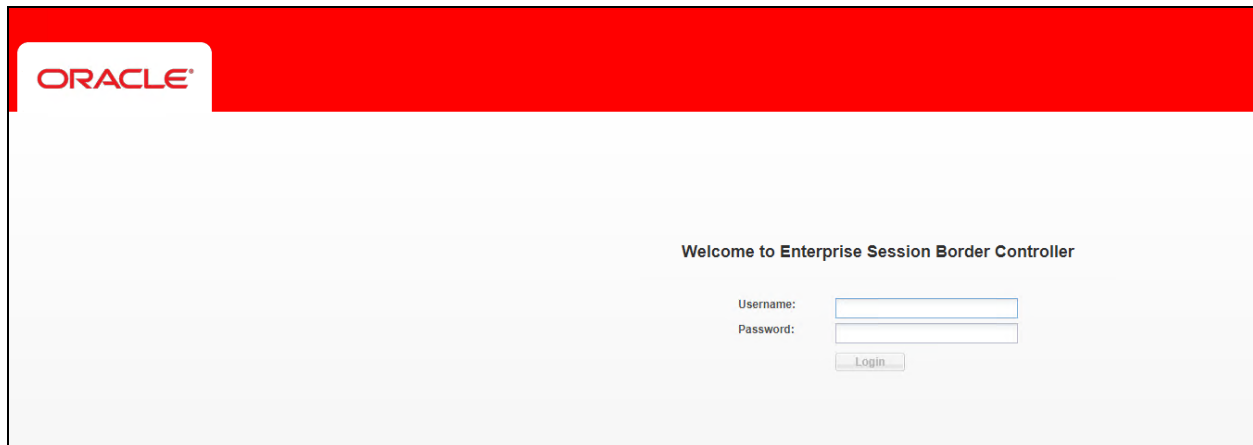 ORACLE®
Welcome to Enterprise Session Border Controller
Username:
Password:
Login